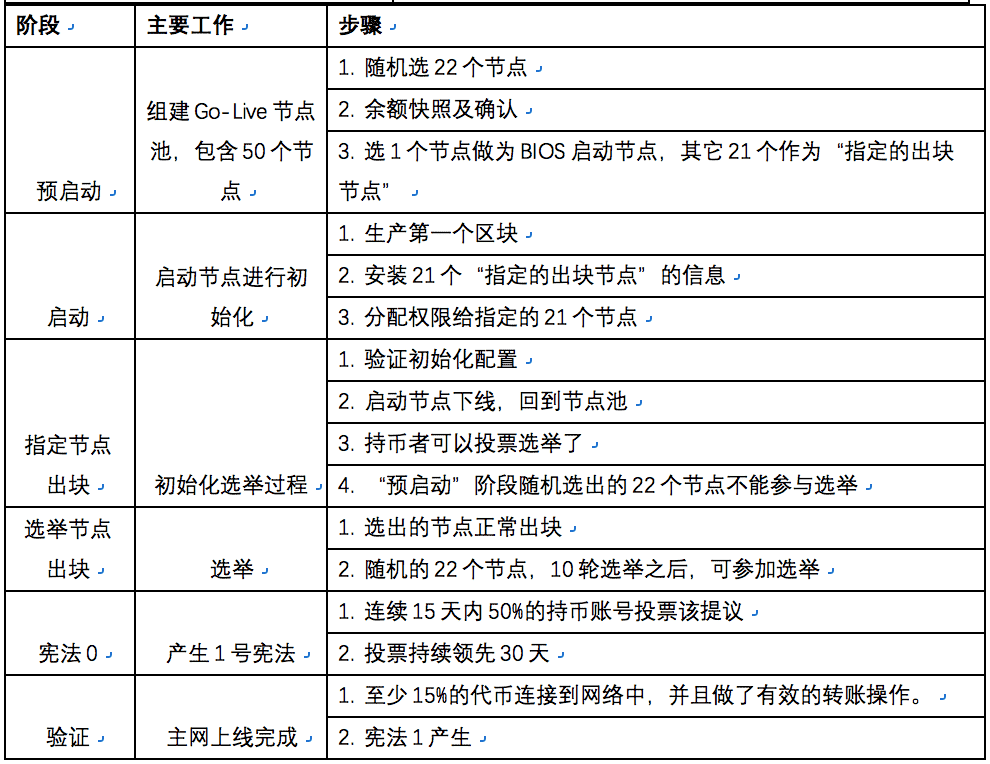 阶段 主要工作 步骤
预启动
组建 Go-Live 节点
池，包含 50 个节
点
1. 随机选 22 个节点
2. 余额快照及确认
3. 选 1 个节点做为 BIOS 启动节点，其它 21 个作为 “指定的出块
节点”
启动
启动节点进行初
始化
1. 生产第一个区块
2. 安装 21 个 “指定的出块节点” 的信息
3. 分配权限给指定的 21 个节点
指定节点
出块
初始化选举过程
1. 验证初始化配置
2. 启动节点下线，回到节点池
3. 持币者可以投票选举了
4. “预启动” 阶段随机选出的 22 个节点不能参与选举
选举节点
出块
选举
1. 选出的节点正常出块
2. 随机的 22 个节点，10 轮选举之后，可参加选举
宪法 0
产生 1 号宪法
1. 连续 15 天内 50%的持币账号投票该提议
2. 投票持续领先 30 天
验证
主网上线完成
1. 至少 15%的代币连接到网络中，并且做了有效的转账操作。
2. 宪法 1 产生